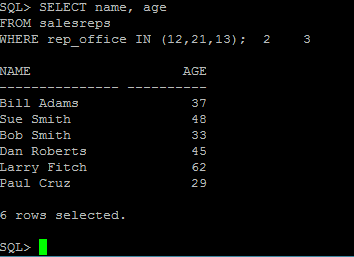 SQL> SELECT name, age
FROM salesreps
WHERE rep_office IN (12,21,13);  2    3
NAME                   AGE
--------------- ----------
Bill Adams              37
Sue Smith               48
Bob Smith               33
Dan Roberts             45
Larry Fitch             62
Paul Cruz               29
6 rows selected.
SQL>